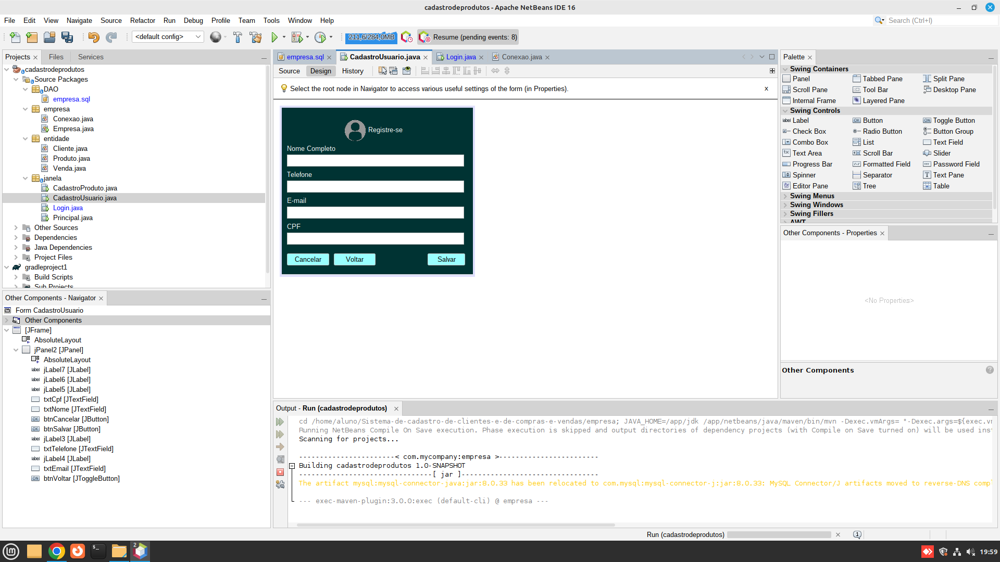 cadastrodeprodutos - Apache NetBeans IDE 16
File Edit View Navigate Source Refactor Run Debug Profile Team Tools Window Help
Search (Ctrl+I)
<default config>
211,6/284,0MB
Resume (pending events: 8)
Projects
Files
Services
cadastrodeprodutos
Source Packages
DAO
empresa.sql
empresa
Conexao.java
Empresa.java
entidade
Cliente.java
Produto.java
Venda.java
janela
CadastroProduto.java
CadastroUsuario.java
Login.java
Principal.java
Other Sources
Dependencies
Java Dependencies
Project Files
gradleproject1
Build Scripts
Sub Projects
Other Components - Navigator
Form CadastroUsuario
Other Components
[JFrame]
AbsoluteLayout
jPanel2 [JPanel]
AbsoluteLayout
label jLabel7 [JLabel]
label jLabel6 [JLabel]
label jLabel5 [JLabel]
txtCpf [JTextField]
txtNome [JTextField]
OK btnCancelar [JButton]
OK btnSalvar [JButton]
label jLabel3 [JLabel]
txtTelefone [JTextField]
label jLabel4 [JLabel]
txtEmail [JTextField]
ON btnVoltar [JToggleButton]
empresa.sql CadastroUsuario.java Login.java Conexao.java
Source Design History
Select the root node in Navigator to access various useful settings of the form (in Properties). x
Registre-se
Nome Completo
Telefone
E-mail
CPF
Cancelar Voltar Salvar
Output - Run (cadastrodeprodutos)
cd /home/aluno/Sistema-de-cadastro-de-clientes-e-de-compras-e-vendas/empresa; JAVA_HOME=/app/jdk /app/netbeans/java/maven/bin/mvn -Dexec.vmArgs= "-Dexec.args=${exec.vm
Running NetBeans Compile On Save execution. Phase execution is skipped and output directories of dependency projects (with Compile on Save turned on) will be used inst
Scanning for projects...
-----------------------< com.mycompany:empresa >------------------------
Building cadastrodeprodutos 1.0-SNAPSHOT
--------------------------------[ jar ]---------------------------------
The artifact mysql:mysql-connector-java:jar:8.0.33 has been relocated to com.mysql:mysql-connector-j:jar:8.0.33: MySQL Connector/J artifacts moved to reverse-DNS compl
--- exec-maven-plugin:3.0.0:exec (default-cli) @ empresa ---
Palette
Swing Containers
Panel Tabbed Pane Split Pane
Scroll Pane Tool Bar Desktop Pane
Internal Frame Layered Pane
Swing Controls
label Label OK Button ON Toggle Button
Check Box Radio Button Button Group
Combo Box List Text Field
Text Area Scroll Bar Slider
Progress Bar Formatted Field Password Field
Spinner Separator Text Pane
Editor Pane Tree Table
Swing Menus
Swing Windows
Swing Fillers
AWT
Other Components - Properties
<No Properties>
Other Components
?
Run (cadastrodeprodutos)
1
2
19:59